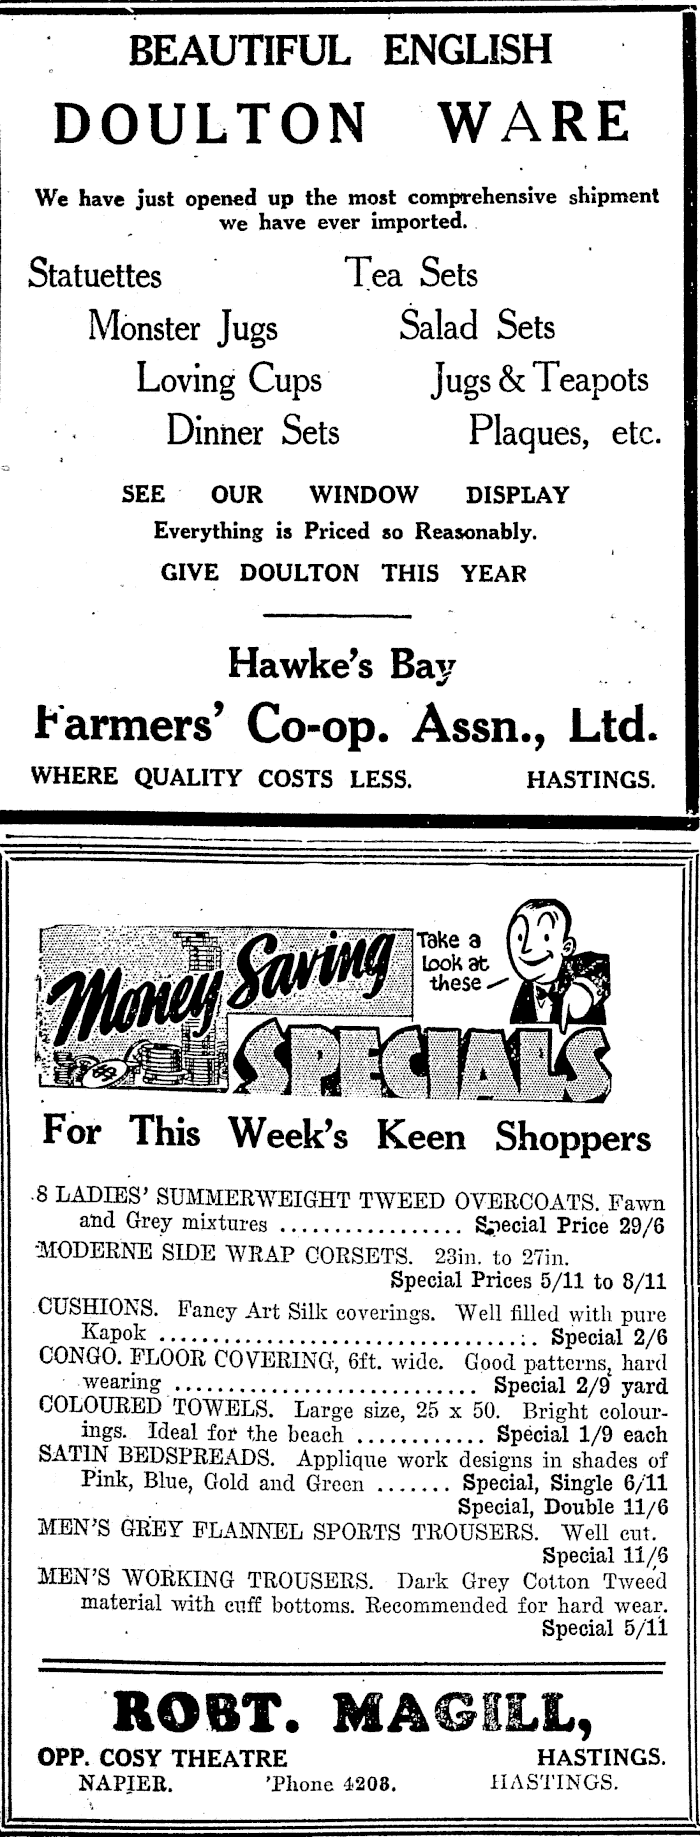 BEAUTIFUL ENGLISH
DOULTON WARE
We have just opened up the most comprehensive shipment
we have ever imported.
Statuettes Tea Sets
Monster Jugs Salad Sets
Loving Cups Jugs & Teapots
Dinner Sets Plaques, etc.
SEE OUR WINDOW DISPLAY
Everything is Priced so Reasonably.
GIVE DOULTON THIS YEAR
Hawke's Bay
Farmers' Co-op. Assn., Ltd.
WHERE QUALITY COSTS LESS. HASTINGS.
Money Saving
SPECIALS
Take a
Look at
these
For This Week's Keen Shoppers
8 LADIES' SUMMERWEIGHT TWEED OVERCOATS. Fawn
and Grey mixtures .................. Special Price 29/6
MODERNE SIDE WRAP CORSETS. 23in. to 27in.
Special Prices 5/11 to 8/11
CUSHIONS. Fancy Art Silk coverings. Well filled with pure
Kapok ................................... Special 2/6
CONGO. FLOOR COVERING, 6ft. wide. Good patterns, hard
wearing ............................. Special 2/9 yard
COLOURED TOWELS. Large size, 25 x 50. Bright colour-
ings. Ideal for the beach ............ Special 1/9 each
SATIN BEDSPREADS. Applique work designs in shades of
Pink, Blue, Gold and Green ....... Special, Single 6/11
Special, Double 11/6
MEN'S GREY FLANNEL SPORTS TROUSERS. Well cut.
Special 11/6
MEN'S WORKING TROUSERS. Dark Grey Cotton Tweed
material with cuff bottoms. Recommended for hard wear.
Special 5/11
ROBT. MAGILL,
OPP. COSY THEATRE HASTINGS.
NAPIER. 'Phone 4208. HASTINGS.